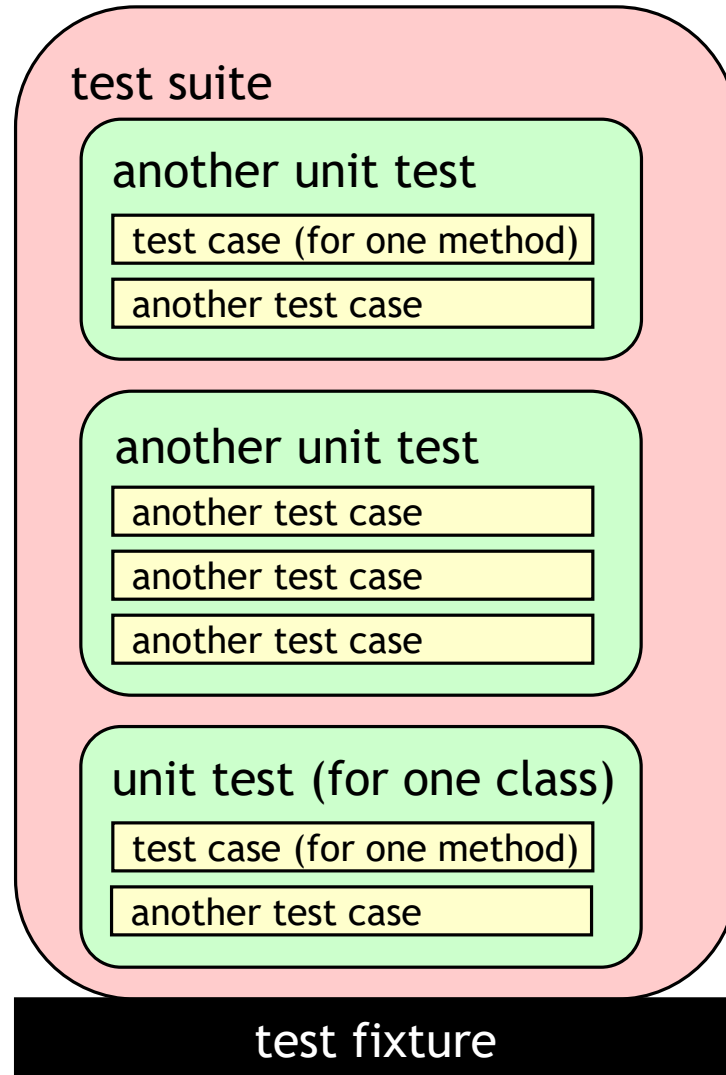 test suite
another unit test
test case (for one method)
another test case
another unit test
another test case
another test case
another test case
unit test (for one class)
test case (for one method)
another test case
test fixture